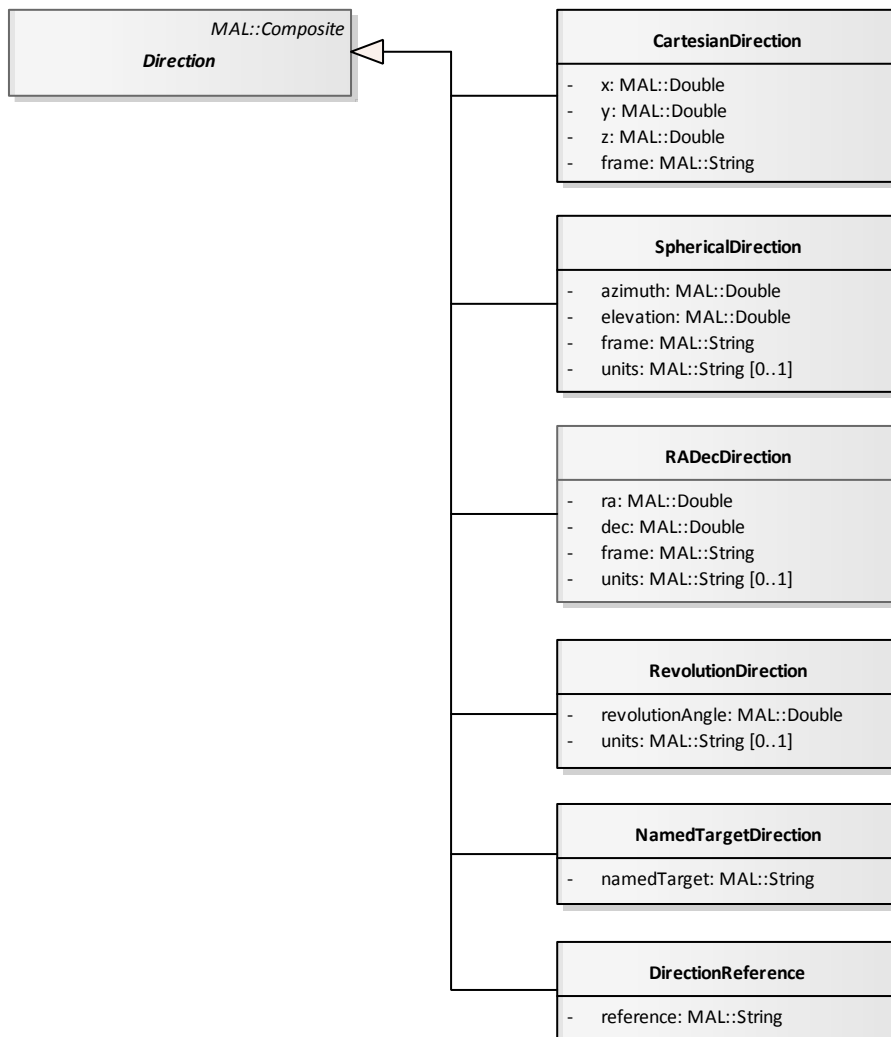 MAL::Composite
Direction
CartesianDirection
- x: MAL::Double
- y: MAL::Double
- z: MAL::Double
- frame: MAL::String
SphericalDirection
- azimuth: MAL::Double
- elevation: MAL::Double
- frame: MAL::String
- units: MAL::String [0..1]
RADecDirection
- ra: MAL::Double
- dec: MAL::Double
- frame: MAL::String
- units: MAL::String [0..1]
RevolutionDirection
- revolutionAngle: MAL::Double
- units: MAL::String [0..1]
NamedTargetDirection
- namedTarget: MAL::String
DirectionReference
- reference: MAL::String